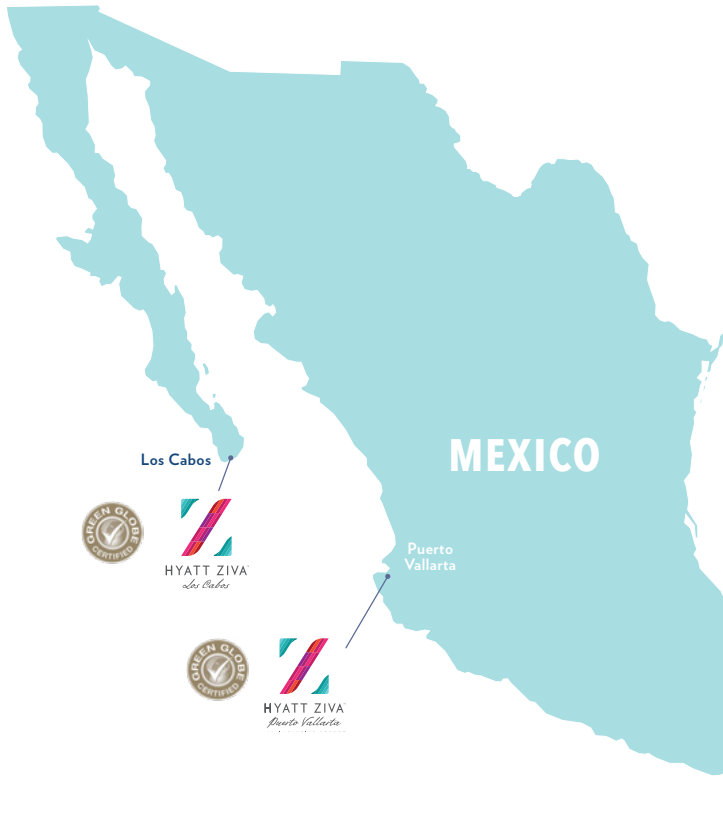 MEXICO
Los Cabos
GREEN GLOBE
CERTIFIED
HYATT ZIVA
Los Cabos
Puerto
Vallarta
GREEN GLOBE
CERTIFIED
HYATT ZIVA
Puerto Vallarta